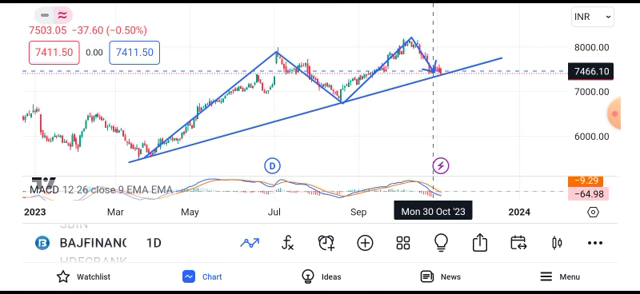 INR
7503.05 -37.60 (-0.50%)
7411.50 0.00 7411.50
8000.00
7466.10
7000.00
6000.00
D
-9.29
MACD 12 26 close 9 EMA EMA
-64.98
2023 Mar May Jul Sep Mon 30 Oct '23 2024
BAJFINANC 1D
Watchlist Chart Ideas News Menu